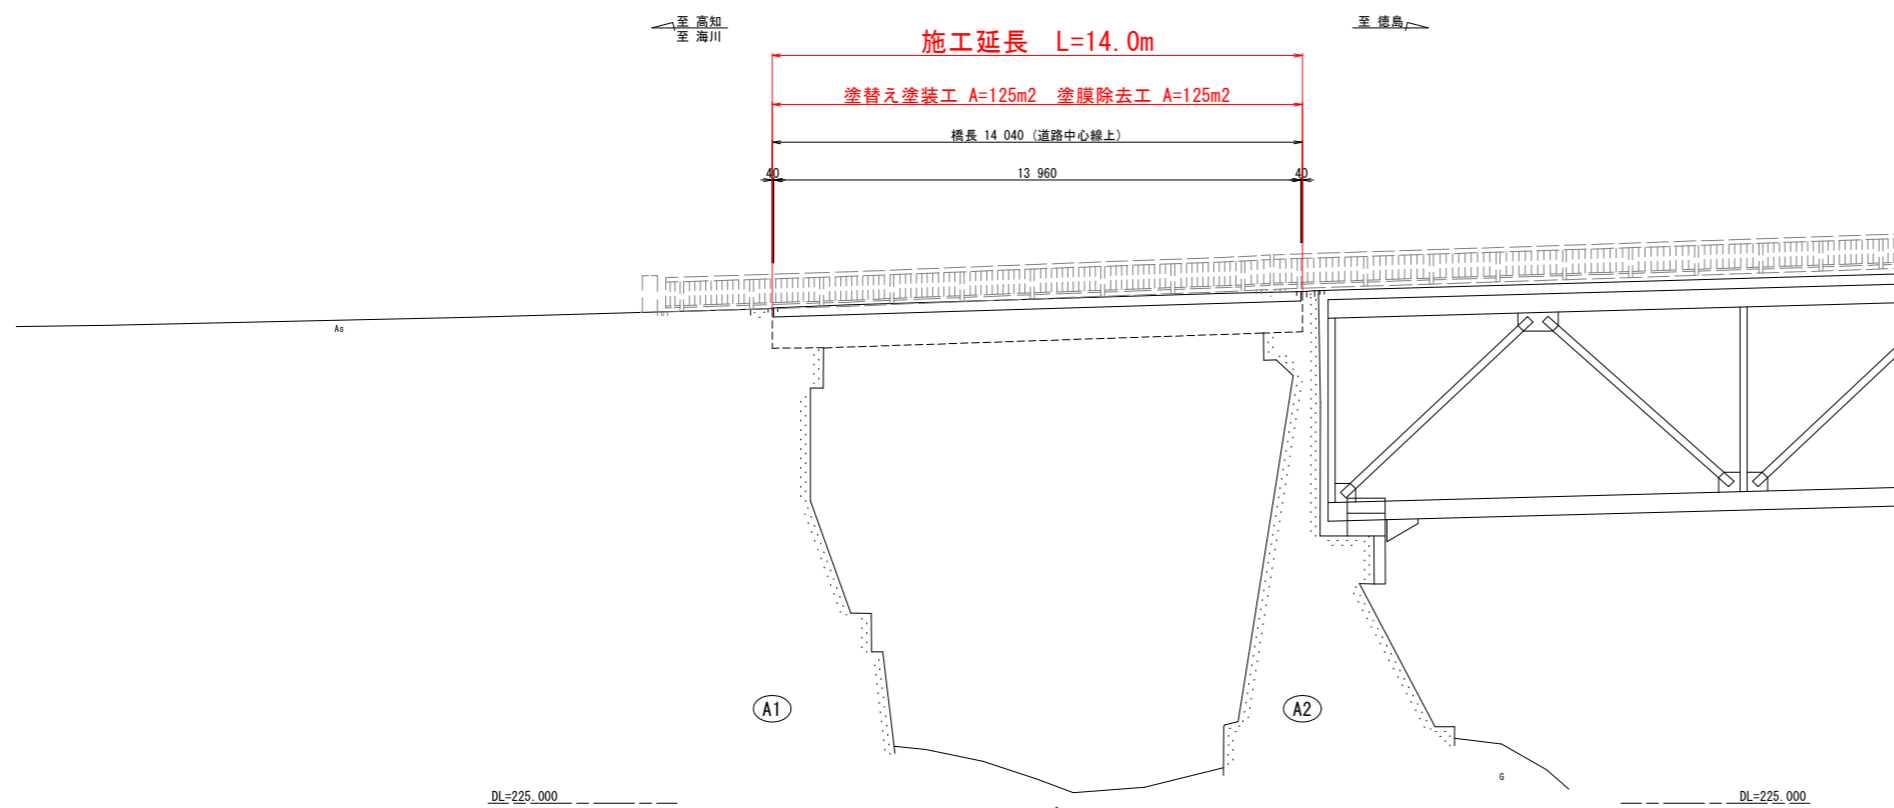 至 高知
至 海川
至 徳島
施工延長 L=14.0m
塗替え塗装工 A=125m2 塗膜除去工 A=125m2
橋長 14 040 (道路中心線上)
40
13 960
40
As
A1
A2
G
DL=225.000
DL=225.000